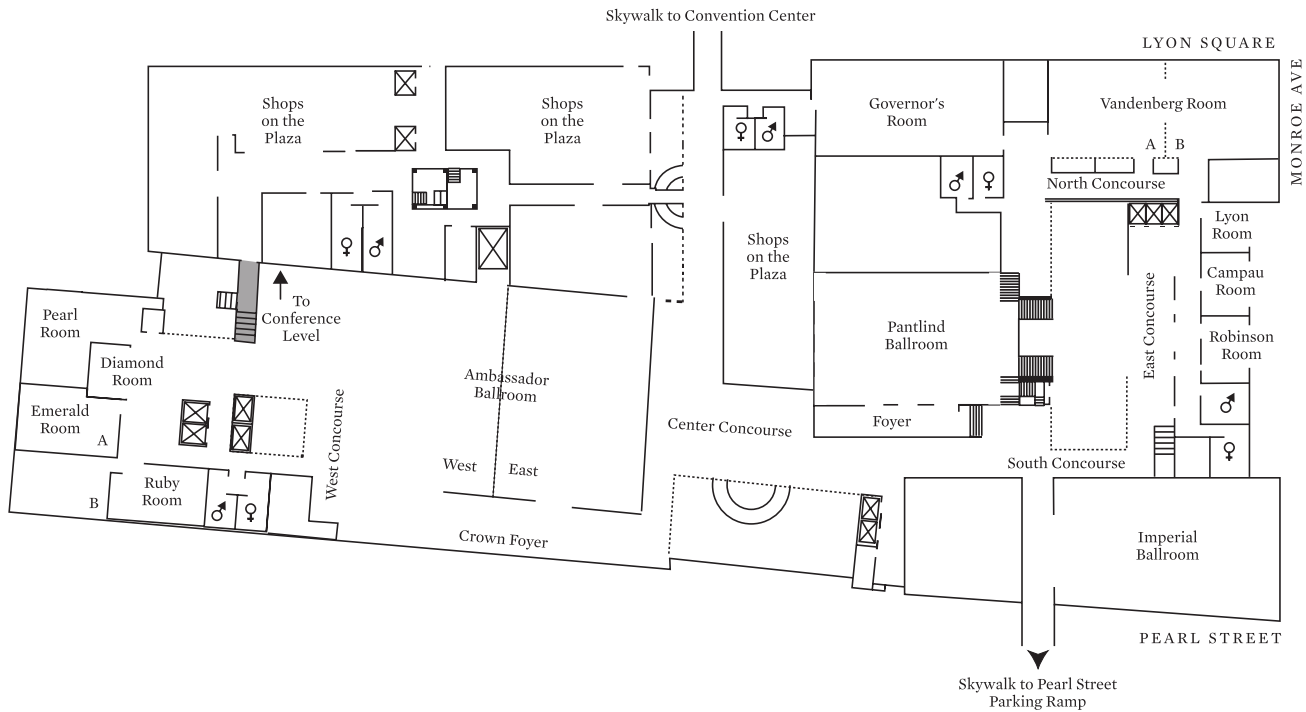 Skywalk to Convention Center
LYON SQUARE
MONROE AVE
Shops
on the
Plaza
Shops
on the
Plaza
Governor's
Room
Vandenberg Room
A B
North Concourse
Lyon
Room
Shops
on the
Plaza
Campau
Room
East Concourse
To
Conference
Level
Pearl
Room
Pantlind
Ballroom
Robinson
Room
Diamond
Room
Ambassador
Ballroom
Emerald
Room
A
West Concourse
Foyer
Center Concourse
West
East
South Concourse
Ruby
Room
B
Crown Foyer
Imperial
Ballroom
PEARL STREET
Skywalk to Pearl Street
Parking Ramp